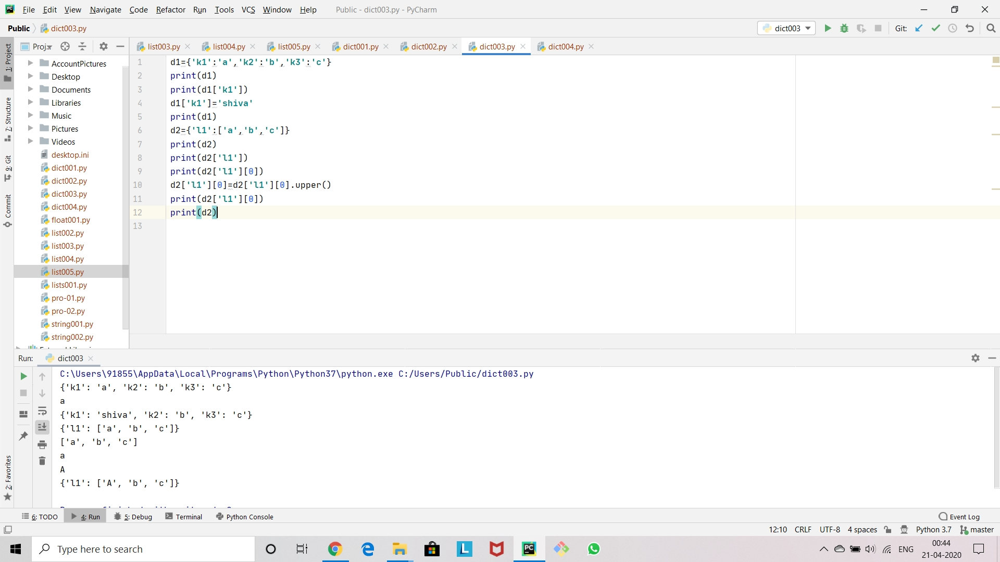 File Edit View Navigate Code Refactor Run Tools VCS Window Help Public - dict003.py - PyCharm
Public dict003.py dict003 Git:
1: Project
7: Structure
9: Git
Commit
2: Favorites
Proj..
list003.py list004.py list005.py dict001.py dict002.py dict003.py dict004.py
AccountPictures
Desktop
Documents
Libraries
Music
Pictures
Videos
desktop.ini
dict001.py
dict002.py
dict003.py
dict004.py
float001.py
list002.py
list003.py
list004.py
list005.py
lists001.py
pro-01.py
pro-02.py
string001.py
string002.py
1 d1={'k1':'a','k2':'b','k3':'c'}
2 print(d1)
3 print(d1['k1'])
4 d1['k1']='shiva'
5 print(d1)
6 d2={'l1':['a','b','c']}
7 print(d2)
8 print(d2['l1'])
9 print(d2['l1'][0])
10 d2['l1'][0]=d2['l1'][0].upper()
11 print(d2['l1'][0])
12 print(d2)
13
Run: dict003
C:\Users\91855\AppData\Local\Programs\Python\Python37\python.exe C:/Users/Public/dict003.py
{'k1': 'a', 'k2': 'b', 'k3': 'c'}
a
{'k1': 'shiva', 'k2': 'b', 'k3': 'c'}
{'l1': ['a', 'b', 'c']}
['a', 'b', 'c']
a
A
{'l1': ['A', 'b', 'c']}
6: TODO 4: Run 5: Debug Terminal Python Console Event Log
12:10 CRLF UTF-8 4 spaces Python 3.7 master
Type here to search
ENG
00:44
21-04-2020